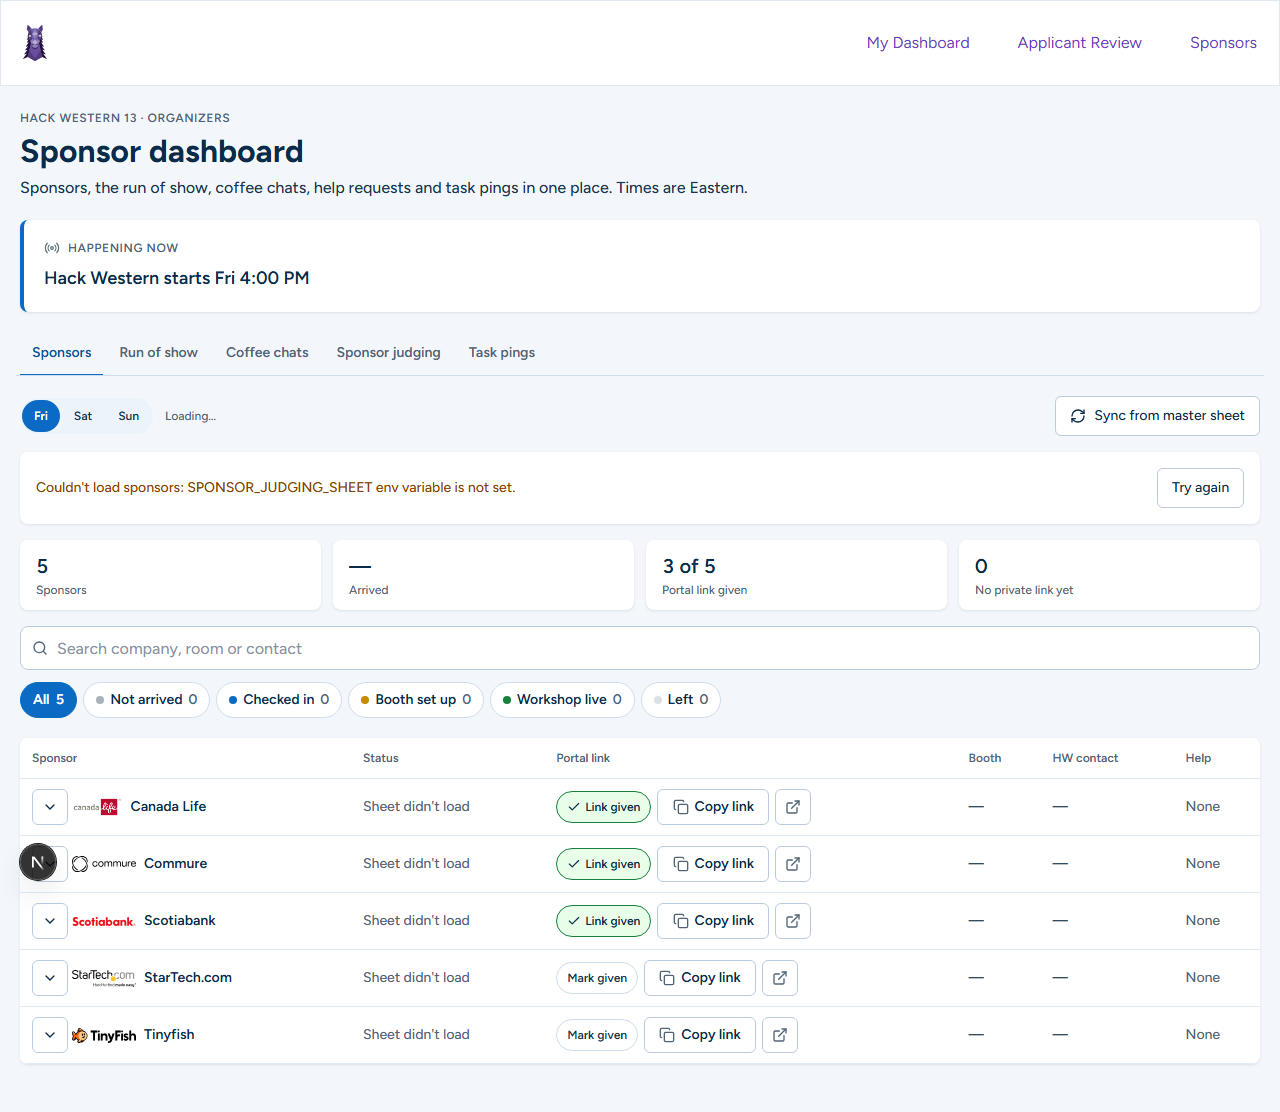 My Dashboard Applicant Review Sponsors
HACK WESTERN 13 · ORGANIZERS
Sponsor dashboard
Sponsors, the run of show, coffee chats, help requests and task pings in one place. Times are Eastern.
HAPPENING NOW
Hack Western starts Fri 4:00 PM
Sponsors Run of show Coffee chats Sponsor judging Task pings
Fri Sat Sun Loading... Sync from master sheet
Couldn't load sponsors: SPONSOR_JUDGING_SHEET env variable is not set. Try again
5 — 3 of 5 0
Sponsors Arrived Portal link given No private link yet
Search company, room or contact
All 5 Not arrived 0 Checked in 0 Booth set up 0 Workshop live 0 Left 0
Sponsor Status Portal link Booth HW contact Help
canada life Canada Life Sheet didn't load Link given Copy link — — None
N commure Commure Sheet didn't load Link given Copy link — — None
Scotiabank. Scotiabank Sheet didn't load Link given Copy link — — None
StarTech.com StarTech.com Sheet didn't load Mark given Copy link — — None
TinyFish Tinyfish Sheet didn't load Mark given Copy link — — None